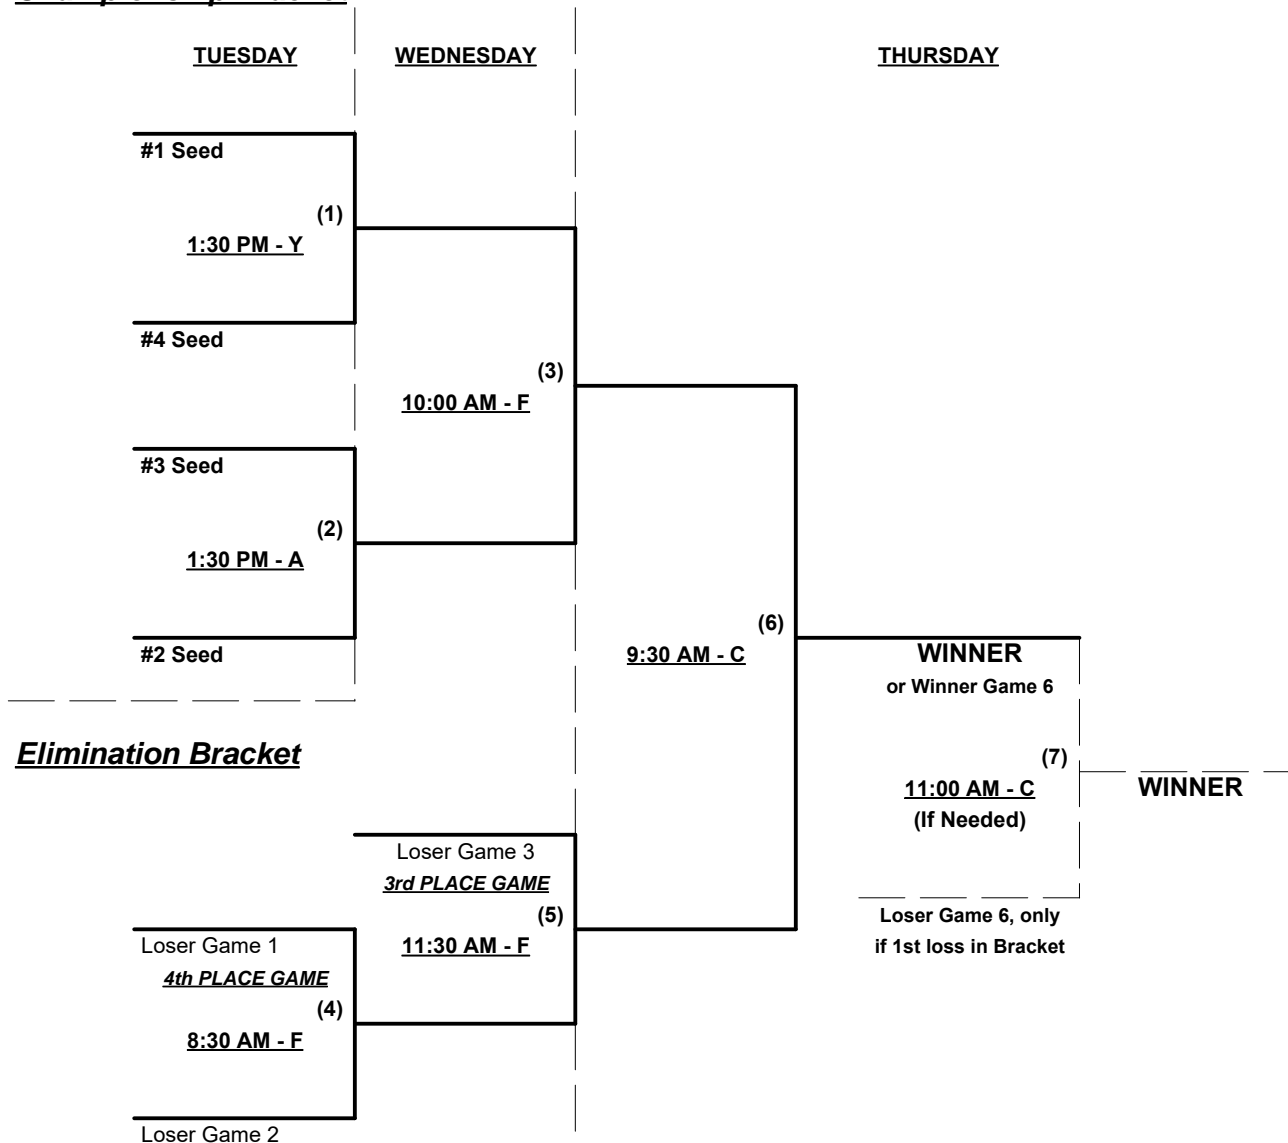 TUESDAY
WEDNESDAY
THURSDAY
#1 Seed
(1)
1:30 PM - Y
#4 Seed
(3)
10:00 AM - F
#3 Seed
(2)
1:30 PM - A
#2 Seed
(6)
9:30 AM - C
WINNER
or Winner Game 6
Elimination Bracket
(7)
11:00 AM - C
(If Needed)
WINNER
Loser Game 3
3rd PLACE GAME
(5)
11:30 AM - F
Loser Game 6, only
if 1st loss in Bracket
Loser Game 1
4th PLACE GAME
(4)
8:30 AM - F
Loser Game 2